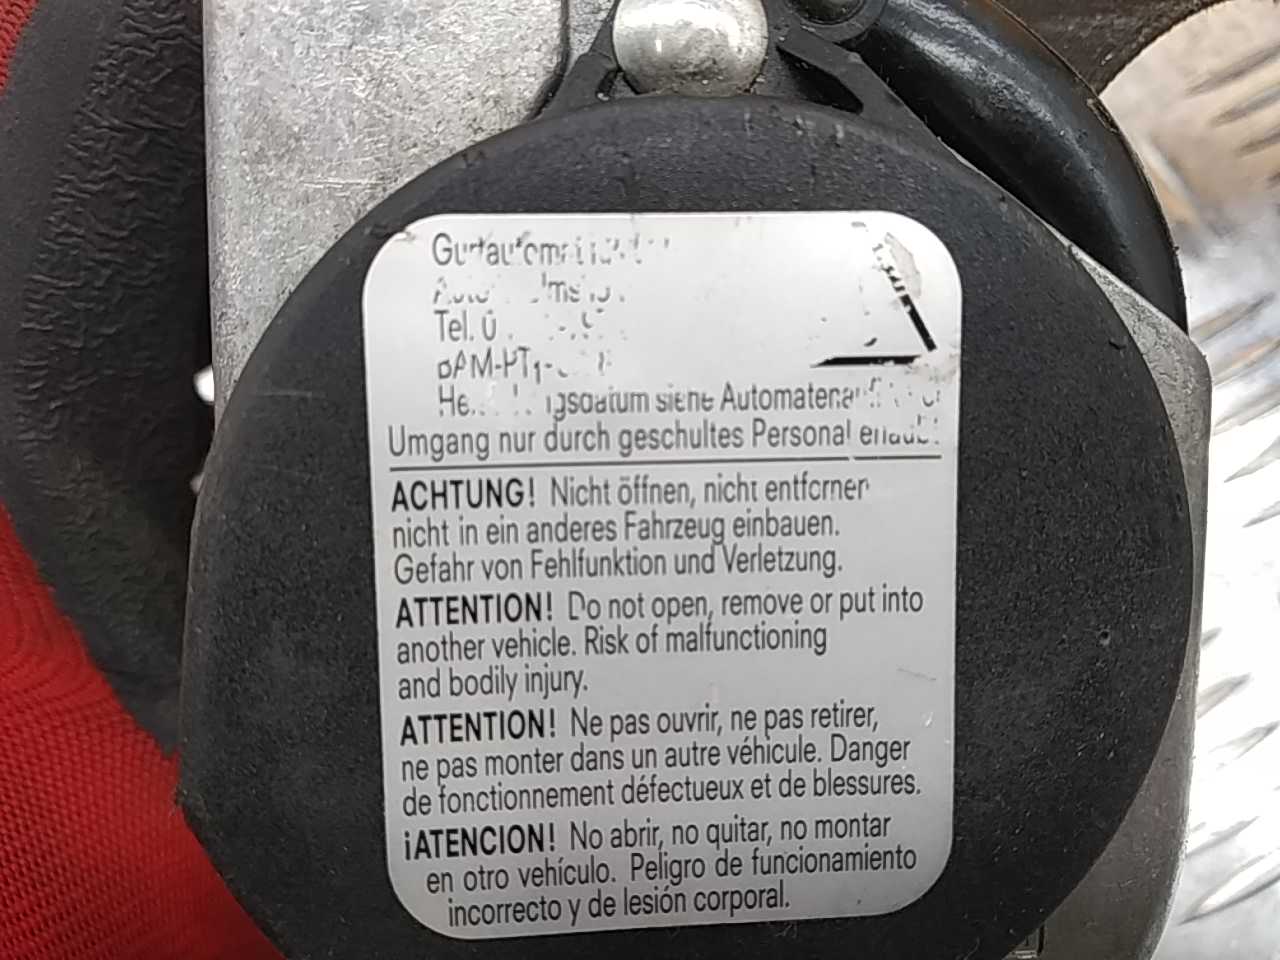 Tel. 0
siehe
Umgang nur durch geschultes Personal
ACHTUNG! Nicht öffnen, nicht
nicht in ein anderes Fahrzeug einbauen.
Gefahr von Fehlfunktion und Verletzung.
ATTENTION! Do not open, remove or put into
another vehicle. Risk of malfunctioning
and bodily injury.
ATTENTION! Ne pas ouvrir, ne pas retirer,
ne pas monter dans un autre véhicule. Danger
de fonctionnement défectueux et de blessures.
¡ATENCION! No abrir, no quitar, no montar
en otro vehículo. Peligro de funcionamiento
incorrecto y de lesión corporal.